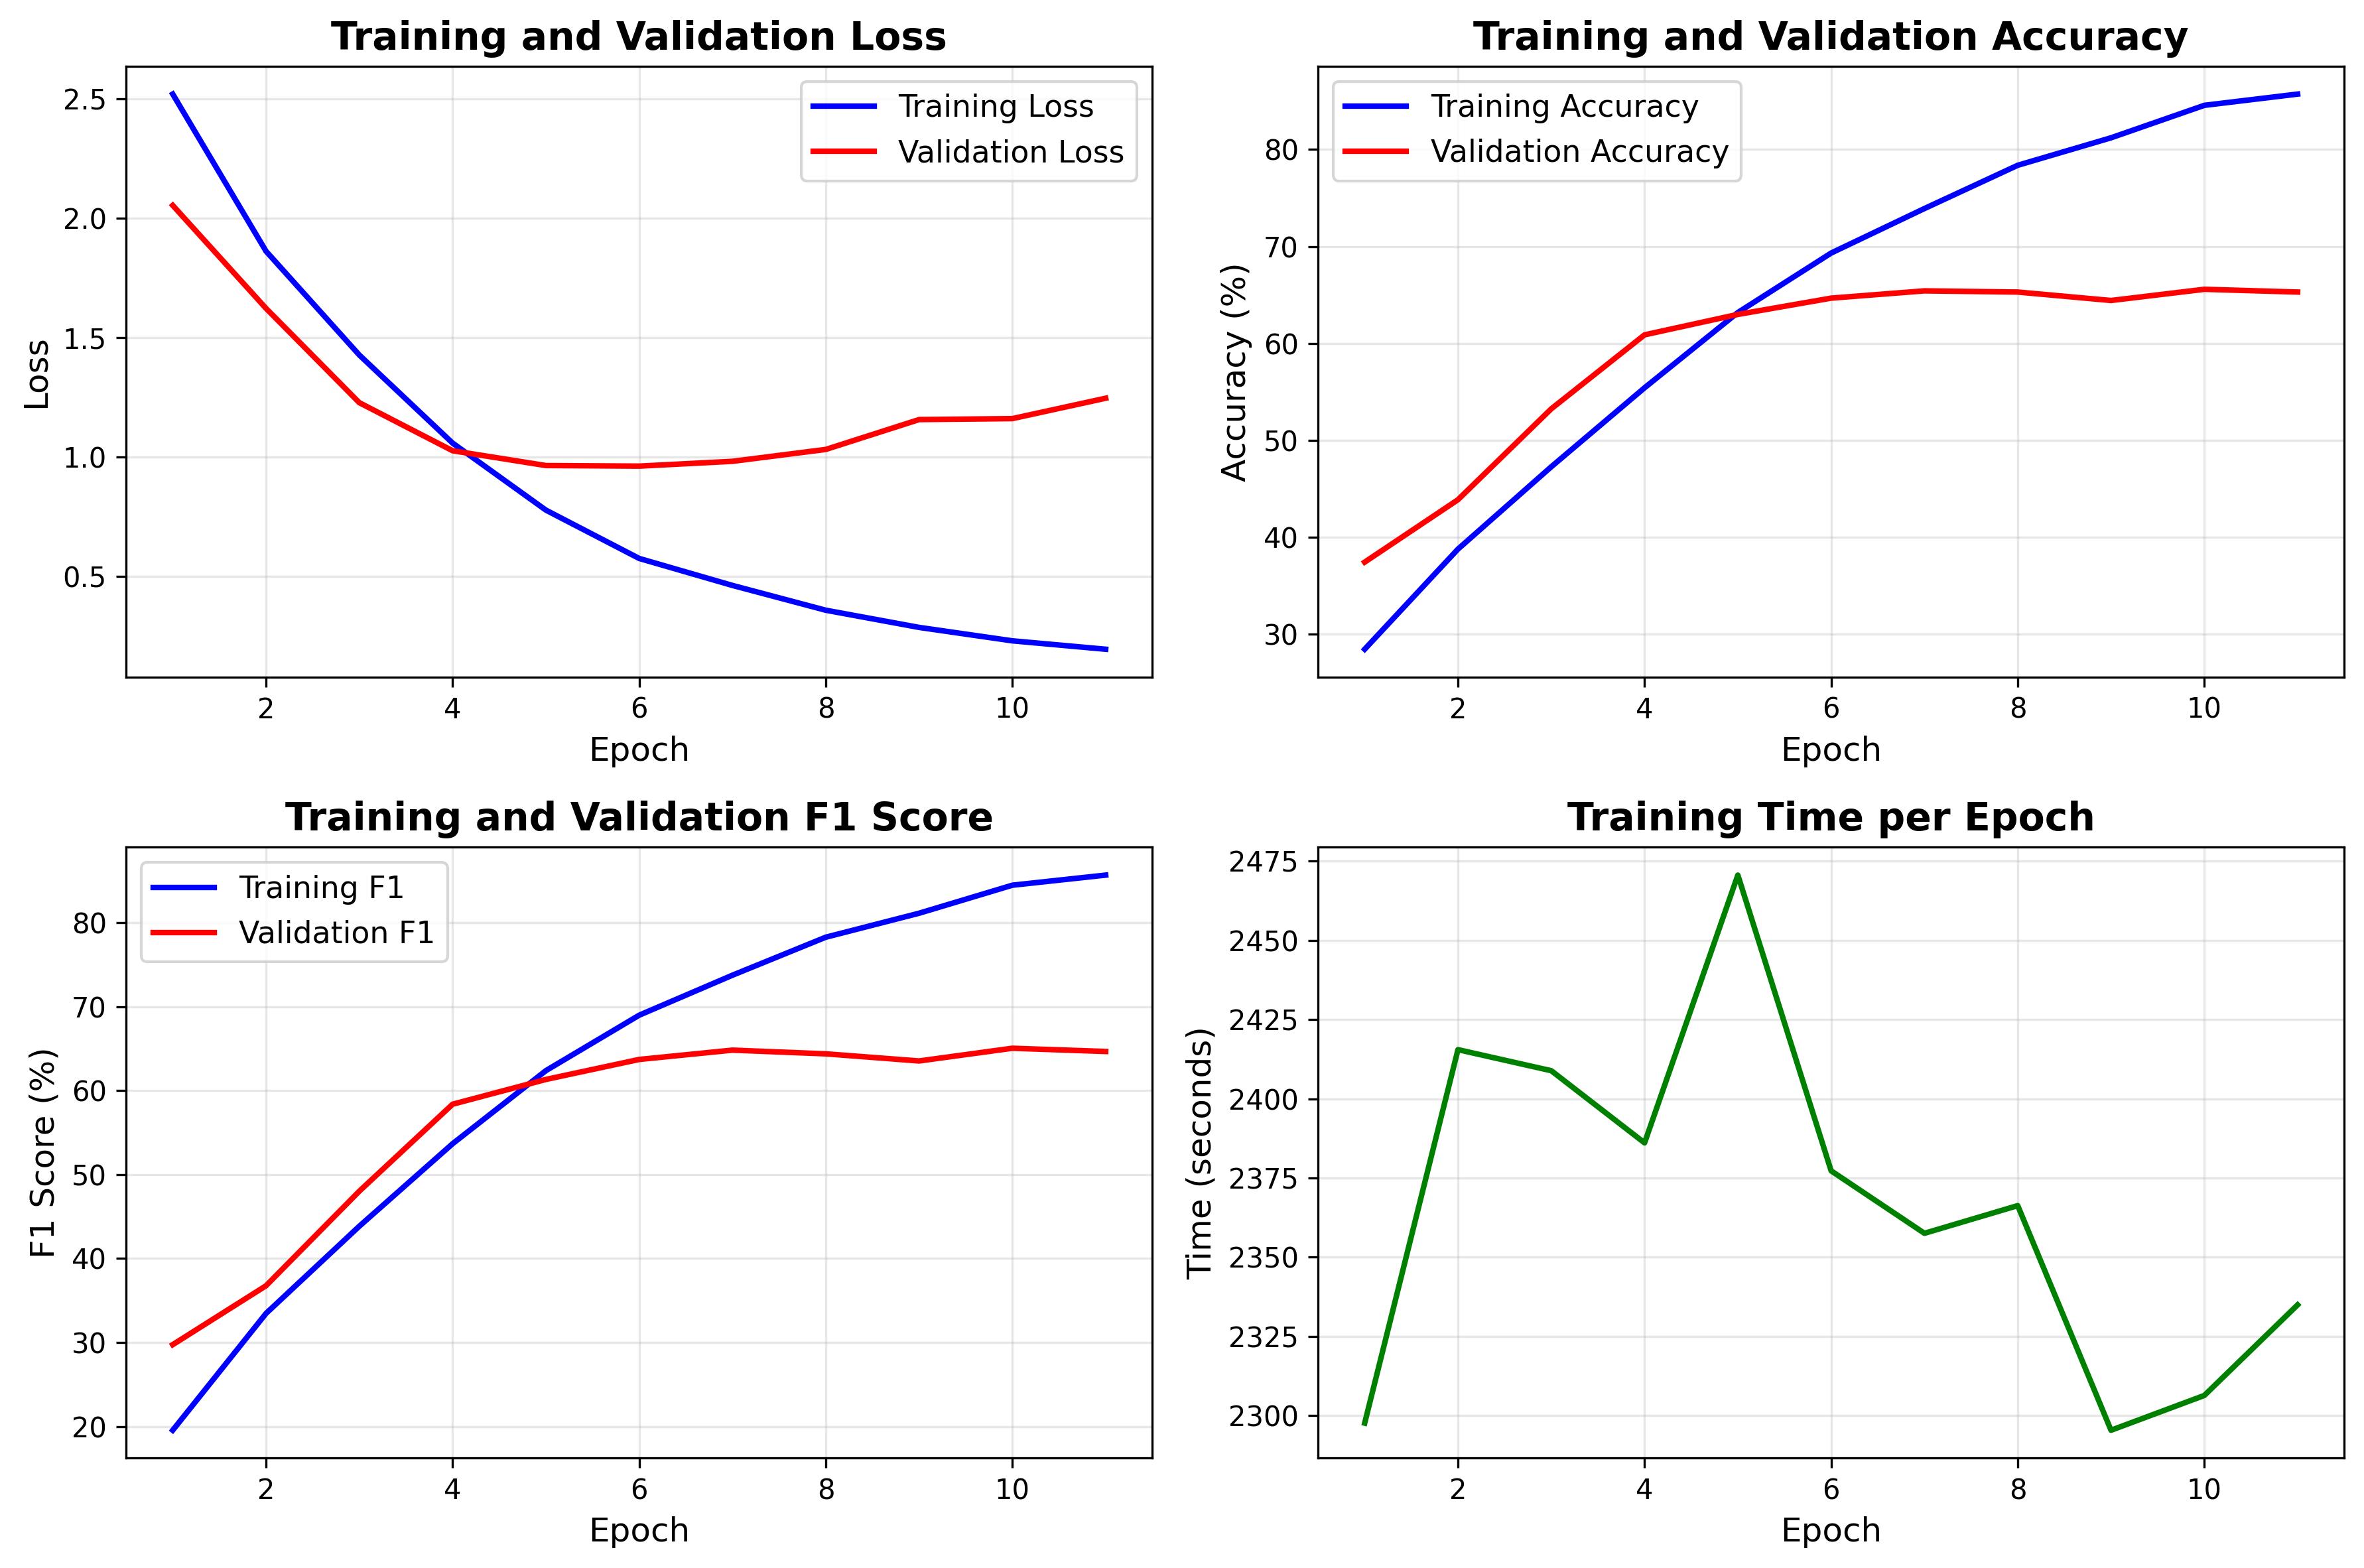 Training and Validation Loss
2.5
2.0
1.5
1.0
0.5
Loss
Training Loss
Validation Loss
2 4 6 8 10
Epoch
Training and Validation Accuracy
80
70
60
50
40
30
Accuracy (%)
Training Accuracy
Validation Accuracy
2 4 6 8 10
Epoch
Training and Validation F1 Score
80
70
60
50
40
30
20
F1 Score (%)
Training F1
Validation F1
2 4 6 8 10
Epoch
Training Time per Epoch
2475
2450
2425
2400
2375
2350
2325
2300
Time (seconds)
2 4 6 8 10
Epoch